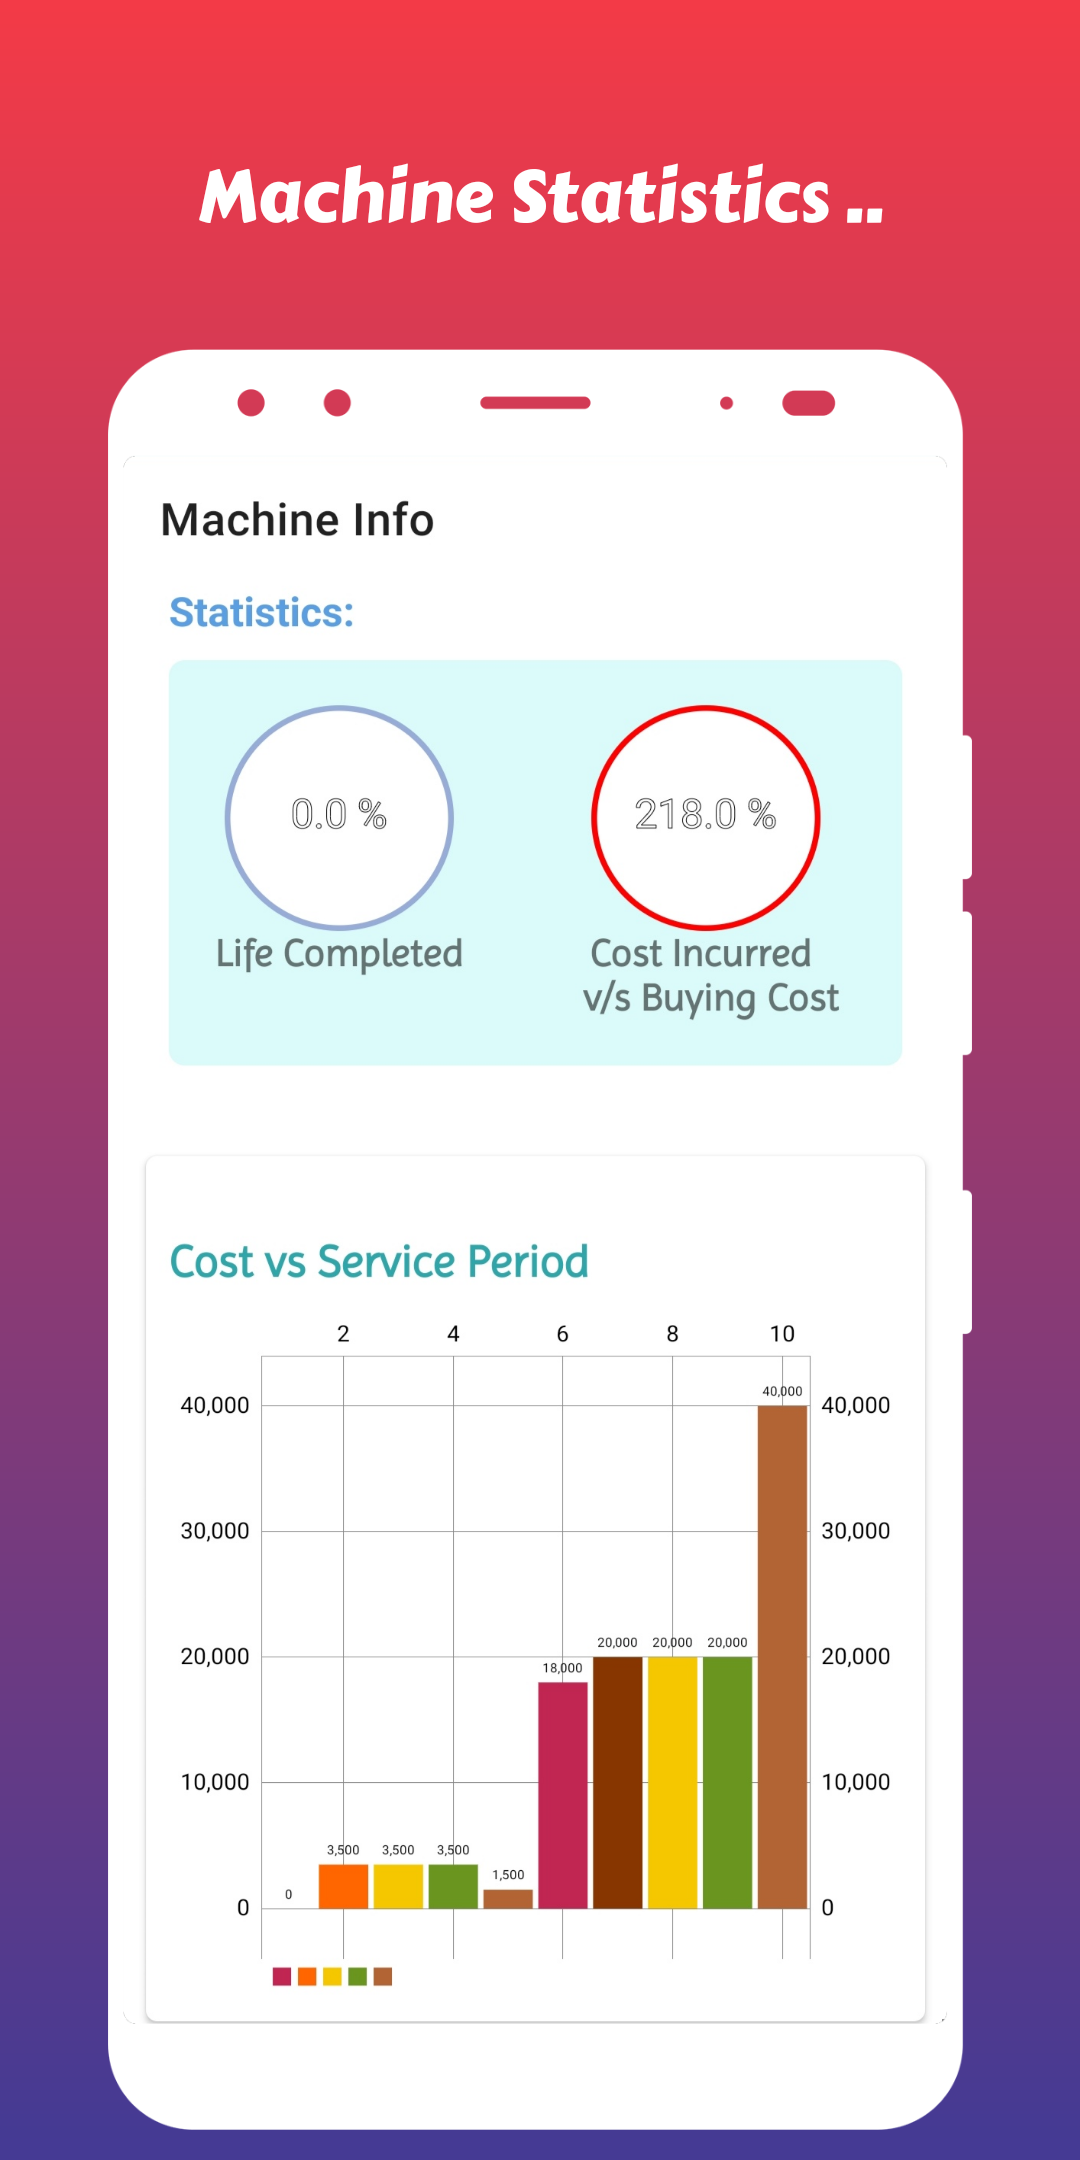 Machine Statistics ..
Machine Info
Statistics:
0.0 %
218.0 %
Life Completed
Cost Incurred
v/s Buying Cost
Cost vs Service Period
2 4 6 8 10
40,000
40,000 40,000
30,000 30,000
20,000 20,000 20,000
20,000 20,000
18,000
10,000 10,000
3,500 3,500 3,500
1,500
0
0 0